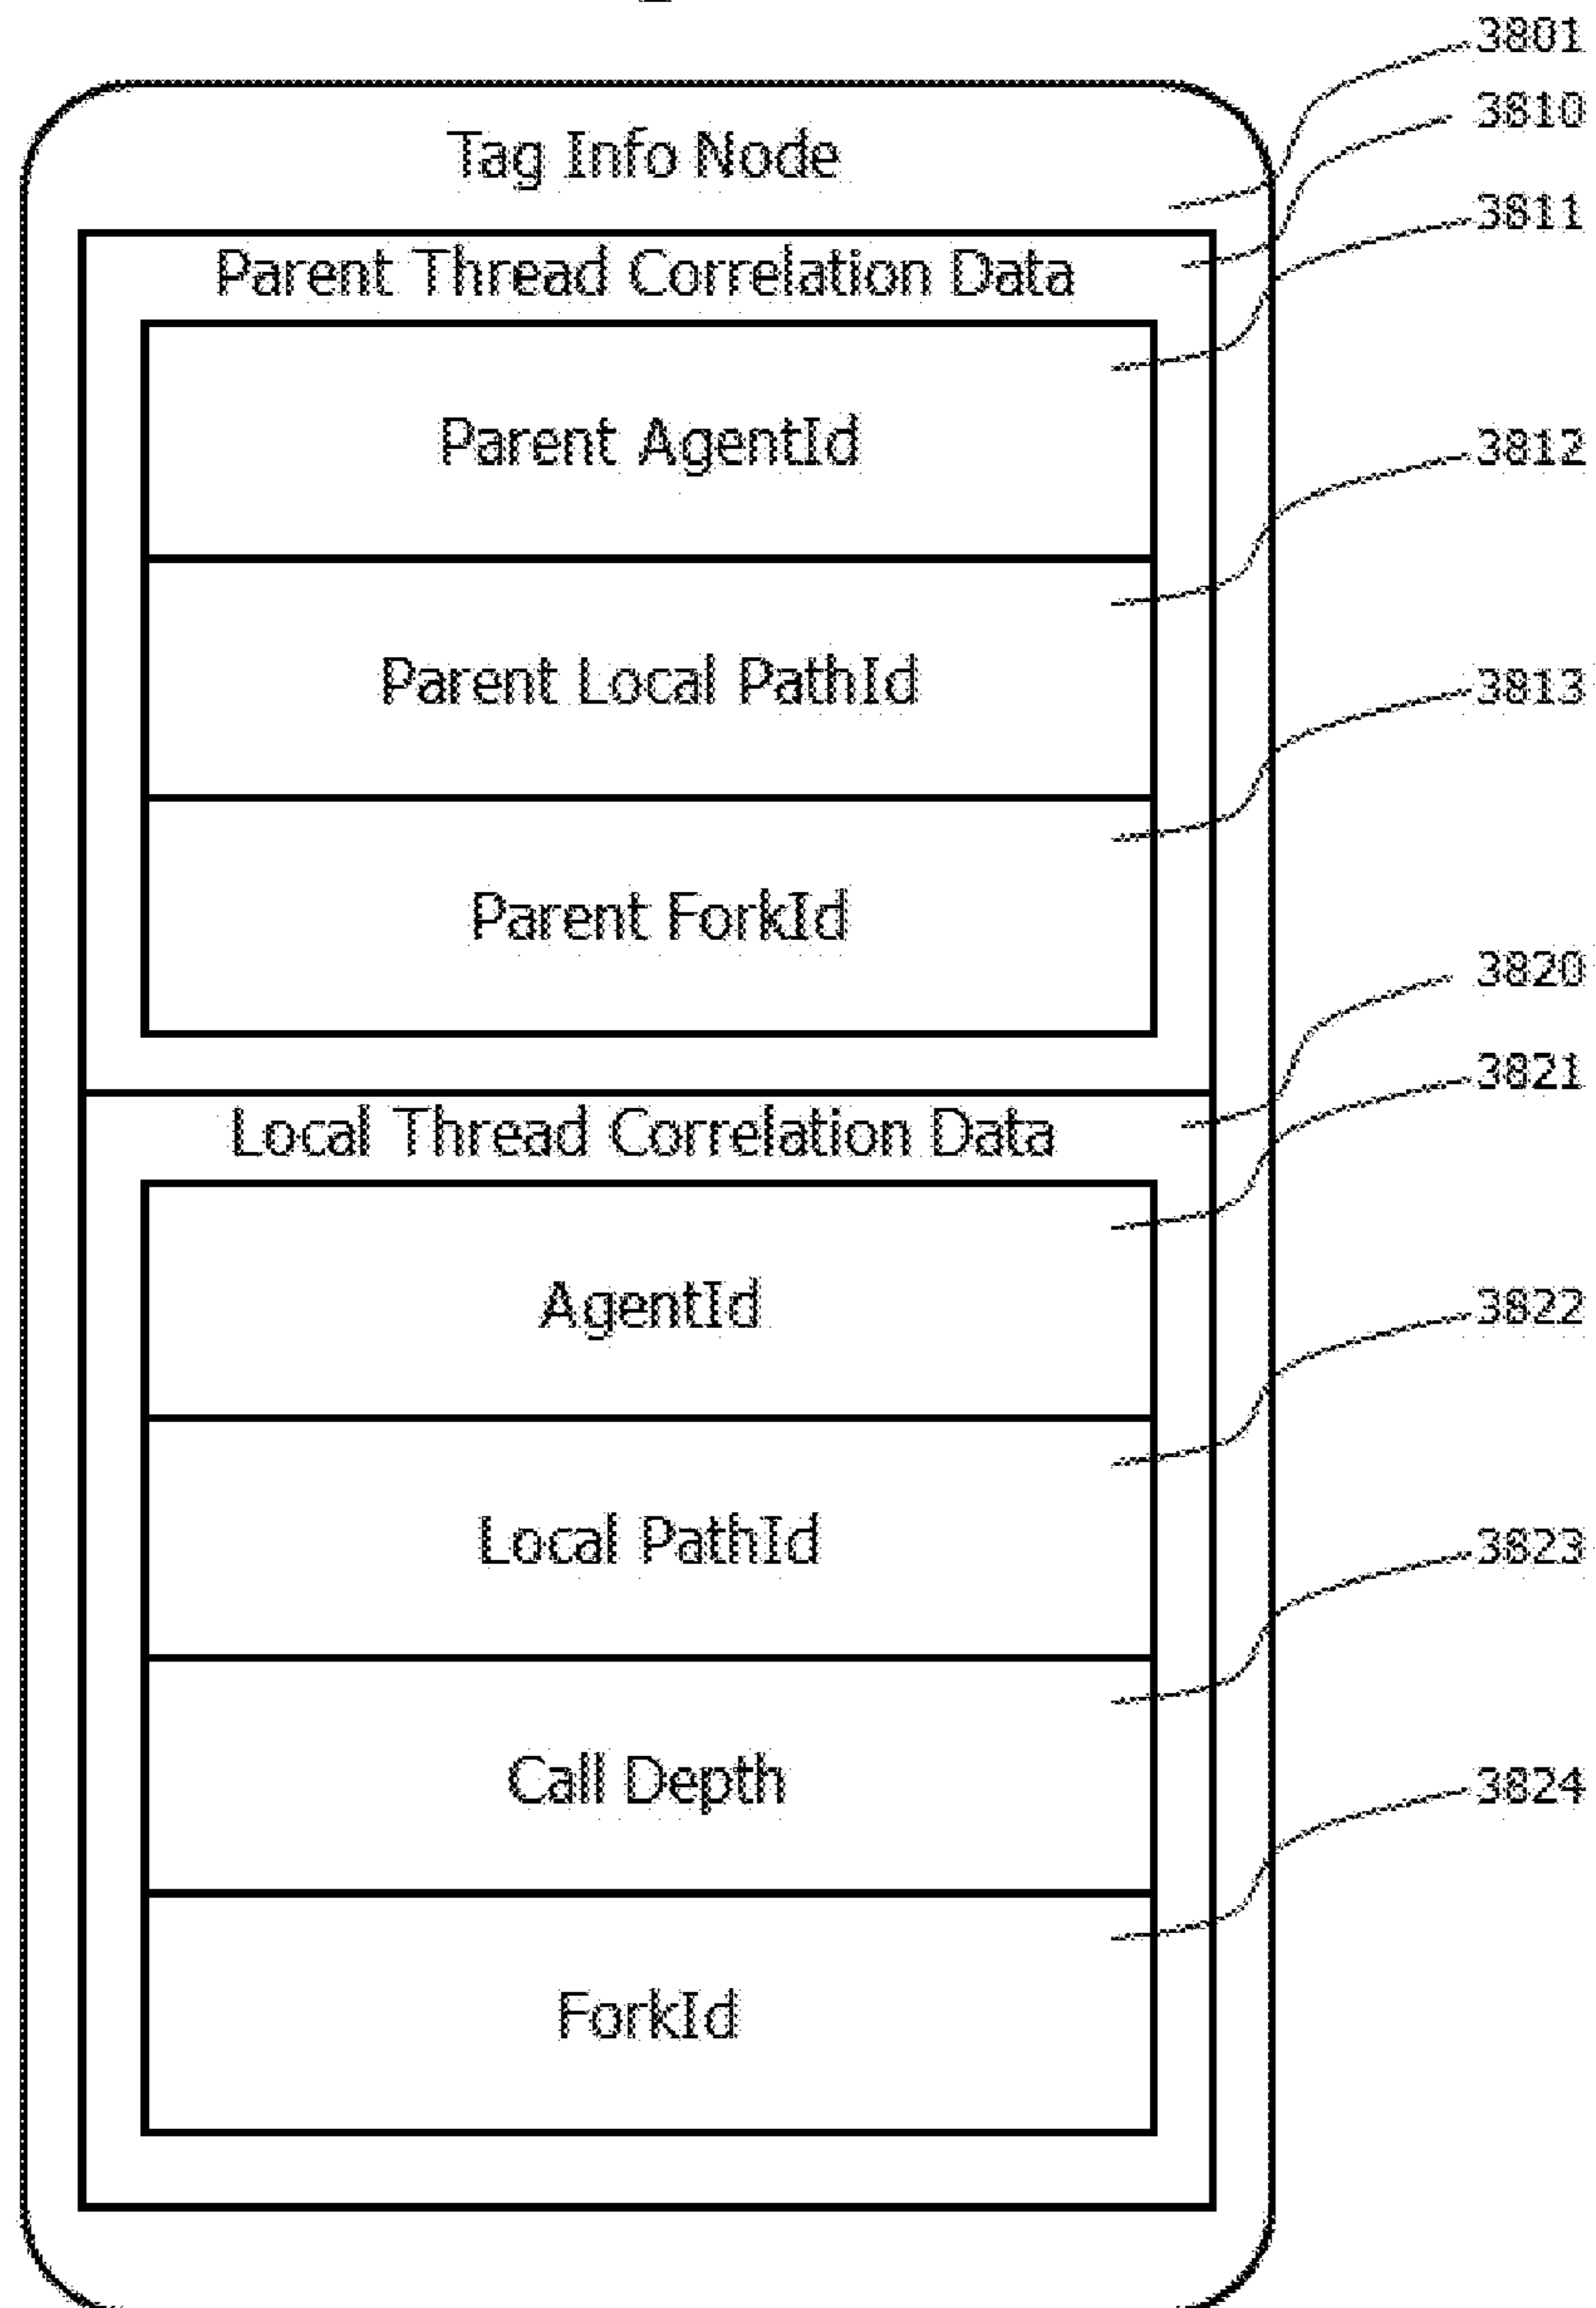 3801
3810
Tag Info Node
3811
Parent Thread Correlation Data
Parent AgentId
3812
Parent Local PathId
3813
Parent ForkId
3820
3821
Local Thread Correlation Data
AgentId
3822
Local PathId
3823
Call Depth
3824
ForkId